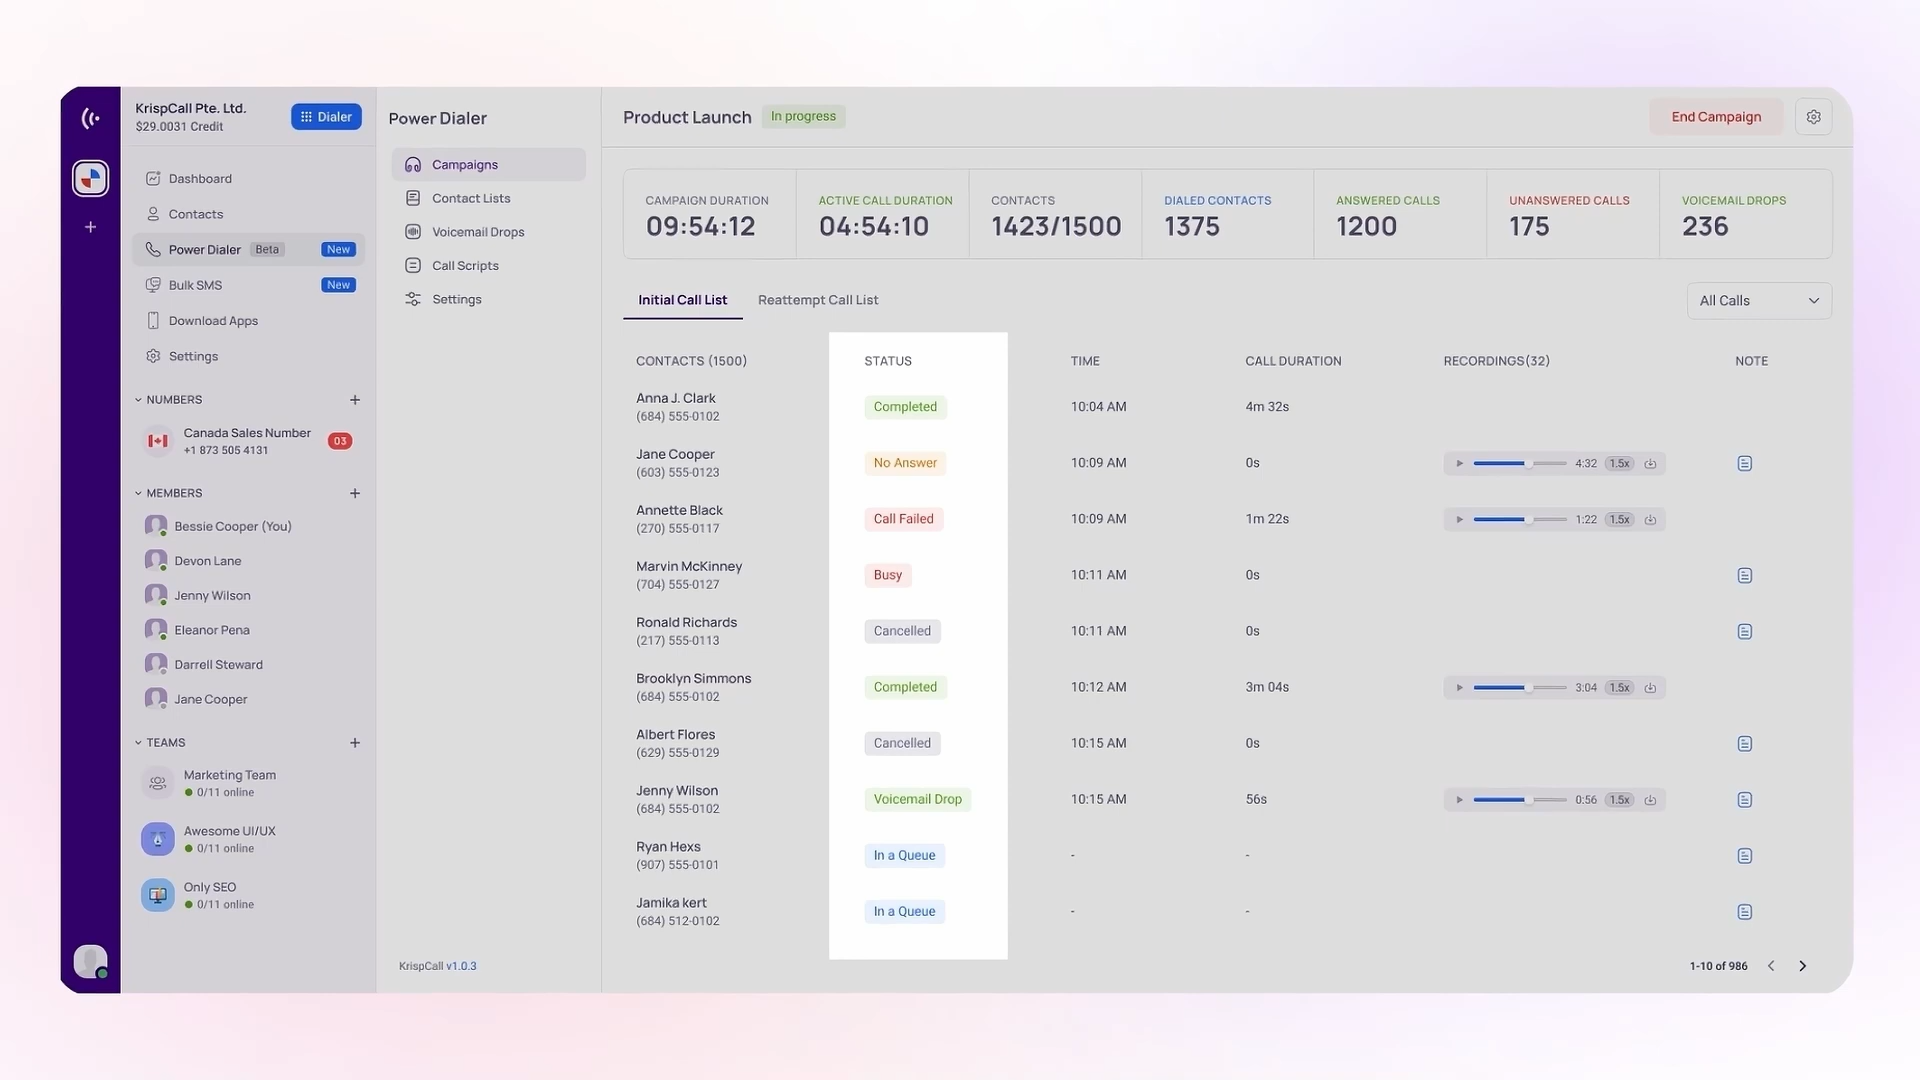 KrispCall Pte. Ltd.
$29.0031 Credit
Dialer
Dashboard
Contacts
Power Dialer Beta New
Bulk SMS New
Download Apps
Settings
NUMBERS
Canada Sales Number
+1 873 505 4131
03
MEMBERS
Bessie Cooper (You)
Devon Lane
Jenny Wilson
Eleanor Pena
Darrell Steward
Jane Cooper
TEAMS
Marketing Team
0/11 online
Awesome UI/UX
0/11 online
Only SEO
0/11 online
Power Dialer
Campaigns
Contact Lists
Voicemail Drops
Call Scripts
Settings
KrispCall v1.0.3
Product Launch In progress
End Campaign
CAMPAIGN DURATION
09:54:12
ACTIVE CALL DURATION
04:54:10
CONTACTS
1423/1500
DIALED CONTACTS
1375
ANSWERED CALLS
1200
UNANSWERED CALLS
175
VOICEMAIL DROPS
236
Initial Call List Reattempt Call List
All Calls
CONTACTS (1500) STATUS TIME CALL DURATION RECORDINGS(32) NOTE
Anna J. Clark
(684) 555-0102
Completed 10:04 AM 4m 32s
Jane Cooper
(603) 555-0123
No Answer 10:09 AM 0s 4:32 1.5x
Annette Black
(270) 555-0117
Call Failed 10:09 AM 1m 22s 1:22 1.5x
Marvin McKinney
(704) 555-0127
Busy 10:11 AM 0s
Ronald Richards
(217) 555-0113
Cancelled 10:11 AM 0s
Brooklyn Simmons
(684) 555-0102
Completed 10:12 AM 3m 04s 3:04 1.5x
Albert Flores
(629) 555-0129
Cancelled 10:15 AM 0s
Jenny Wilson
(684) 555-0102
Voicemail Drop 10:15 AM 56s 0:56 1.5x
Ryan Hexs
(907) 555-0101
In a Queue - -
Jamika kert
(684) 512-0102
In a Queue - -
1-10 of 986